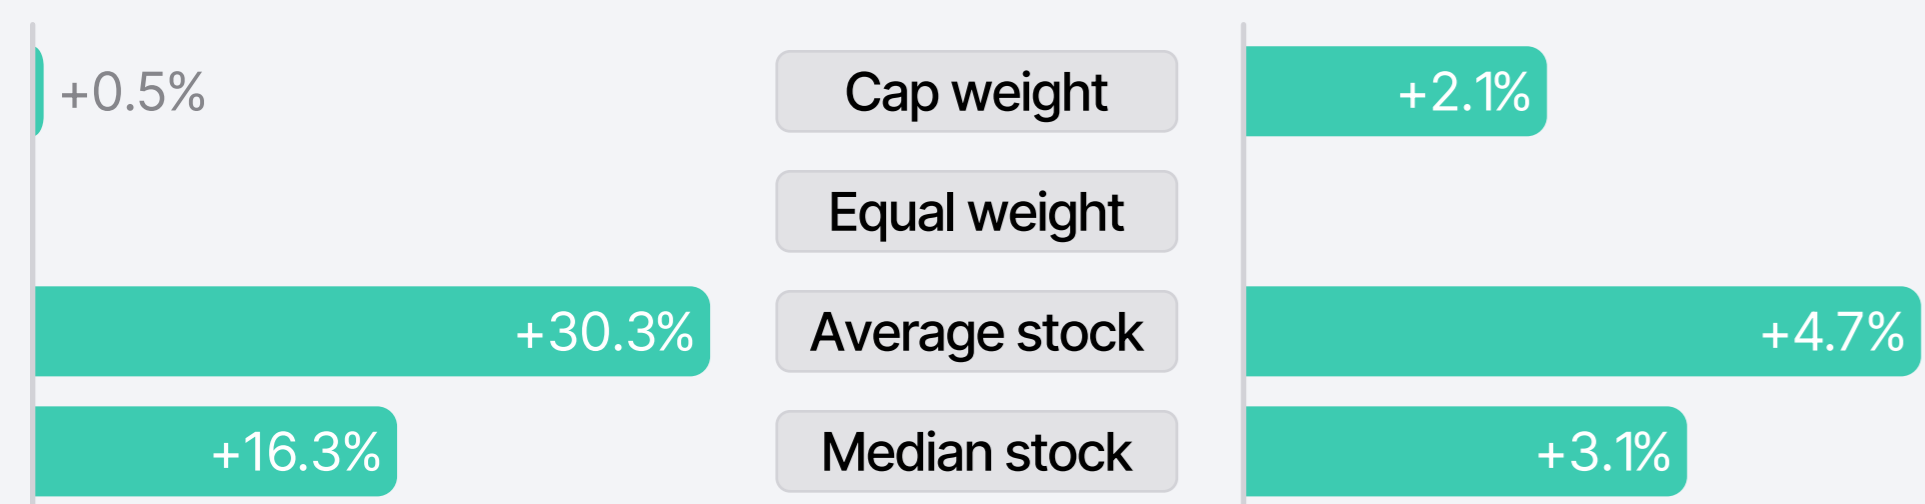 +0.5% Cap weight +2.1%
Equal weight
+30.3% Average stock +4.7%
+16.3% Median stock +3.1%